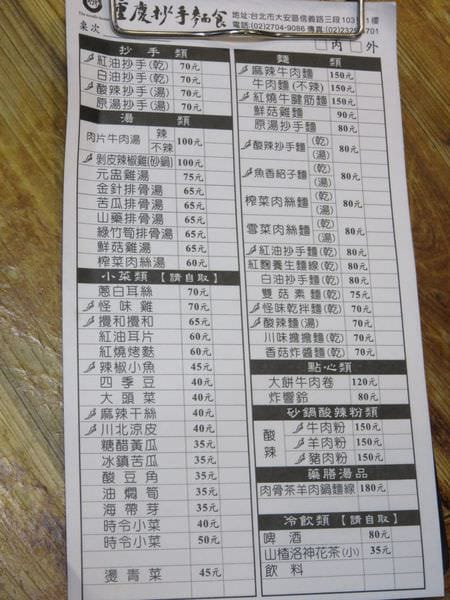 重慶抄手麵食
地址:台北市大安區信義路三段103 1樓
電話:(02)2704-9086 傳真:(02)232 701
桌次
內 外
抄手類
紅油抄手(乾) 70元
白油抄手(乾) 70元
酸辣抄手(湯) 70元
原湯抄手(湯) 70元
湯類
肉片牛肉湯 辣 不辣 100元
剝皮辣椒雞(砂鍋) 100元
元盅雞湯 75元
金針排骨湯 65元
苦瓜排骨湯 65元
山藥排骨湯 65元
綠竹筍排骨湯 65元
鮮菇雞湯 65元
榨菜肉絲湯 60元
小菜類【請自取】
蔥白耳絲 70元
怪味雞 70元
攪和攪和 65元
紅油耳片 60元
紅燒烤麩 60元
辣椒小魚 45元
四季豆 40元
大頭菜 40元
麻辣干絲 40元
川北涼皮 40元
糖醋黃瓜 35元
冰鎮苦瓜 35元
酸豆角 35元
油燜筍 35元
海帶芽 35元
時令小菜 40元
時令小菜 50元
燙青菜 45元
麵類
麻辣牛肉麵 150元
牛肉麵(不辣) 150元
紅燒牛腱筋麵 150元
鮮菇雞麵 90元
原湯抄手麵 80元
酸辣抄手麵 (乾) (湯) 80元
魚香紹子麵 (乾) (湯) 80元
榨菜肉絲麵 (乾) (湯) 80元
雪菜肉絲麵 (乾) (湯) 80元
紅油抄手麵(乾) 80元
紅麴養生麵線(乾) 80元
白油抄手麵(乾) 80元
雙菇素麵(乾) 75元
怪味乾拌麵(乾) 70元
酸辣麵(湯) 70元
川味擔擔麵(乾) 70元
香菇炸醬麵(乾) 70元
點心類
大餅牛肉卷 120元
炸響鈴 80元
砂鍋酸辣粉類
酸辣
牛肉粉 150元
羊肉粉 150元
豬肉粉 150元
藥膳湯品
肉骨茶羊肉鍋麵線 180元
冷飲類【請自取】
啤酒 80元
山楂洛神花茶(小) 35元
飲料